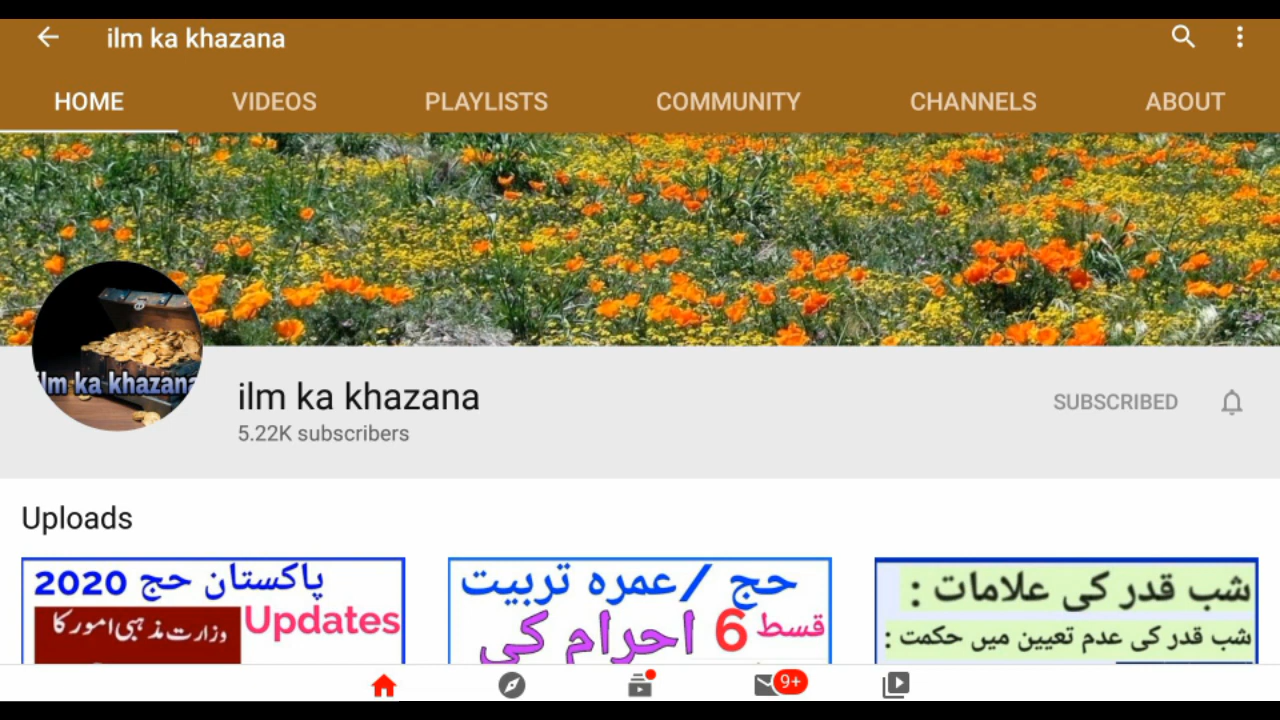 ilm ka khazana
HOME VIDEOS PLAYLISTS COMMUNITY CHANNELS ABOUT
ilm ka khazana
ilm ka khazana
5.22K subscribers
SUBSCRIBED
Uploads
پاکستان حج 2020
Updates
وزارت مذہبی امور کا
حج / عمرہ تربیت
قسط 6
احرام کی
شب قدر کی علامات :
شب قدر کی عدم تعیین میں حکمت :
9+